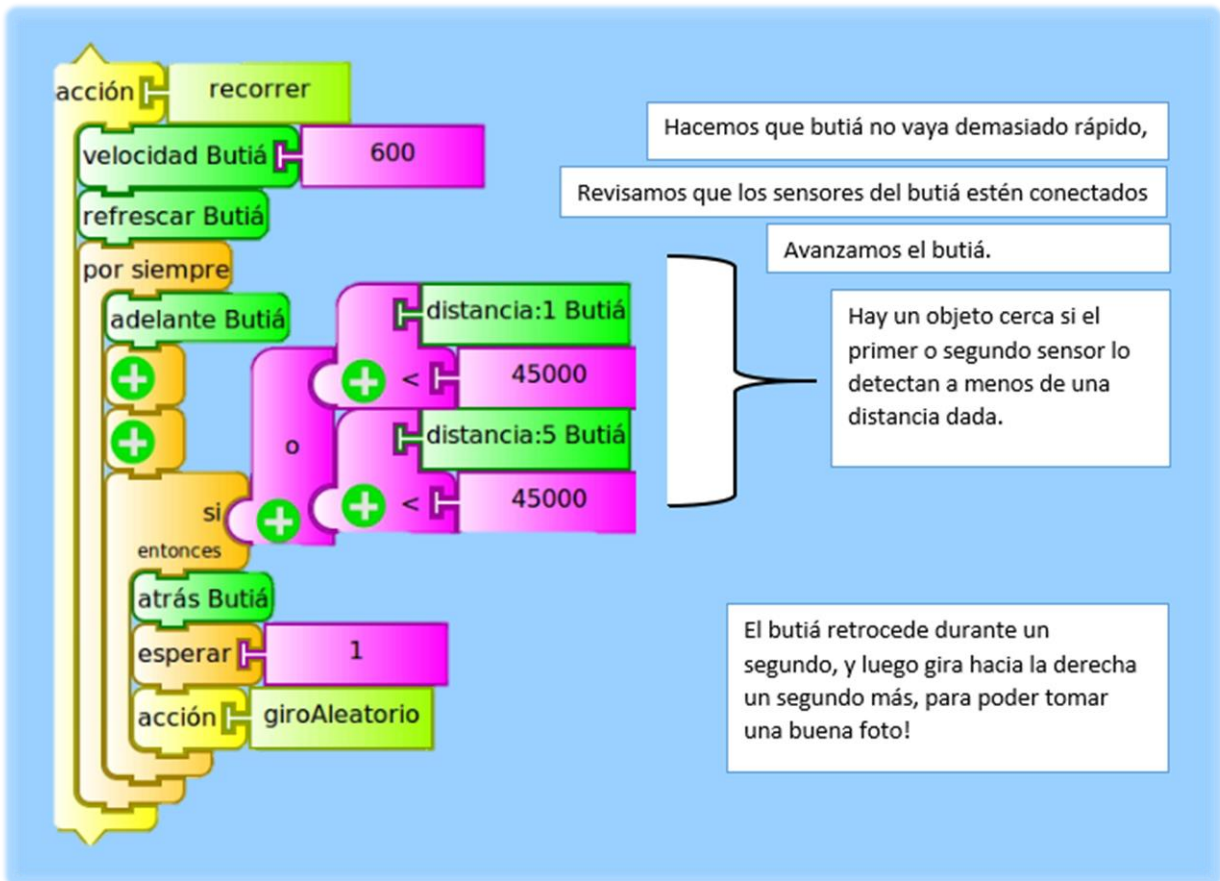 acción recorrer
velocidad Butiá 600
refrescar Butiá
por siempre
adelante Butiá
distancia:1 Butiá
< 45000
o
distancia:5 Butiá
< 45000
si
entonces
atrás Butiá
esperar 1
acción giroAleatorio
Hacemos que butiá no vaya demasiado rápido,
Revisamos que los sensores del butiá estén conectados
Avanzamos el butiá.
Hay un objeto cerca si el
primer o segundo sensor lo
detectan a menos de una
distancia dada.
El butiá retrocede durante un
segundo, y luego gira hacia la derecha
un segundo más, para poder tomar
una buena foto!